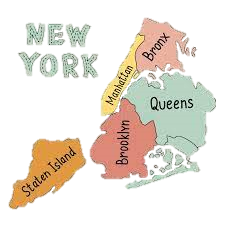 NEW
YORK
Bronx
Manhattan
Queens
Brooklyn
Staten Island